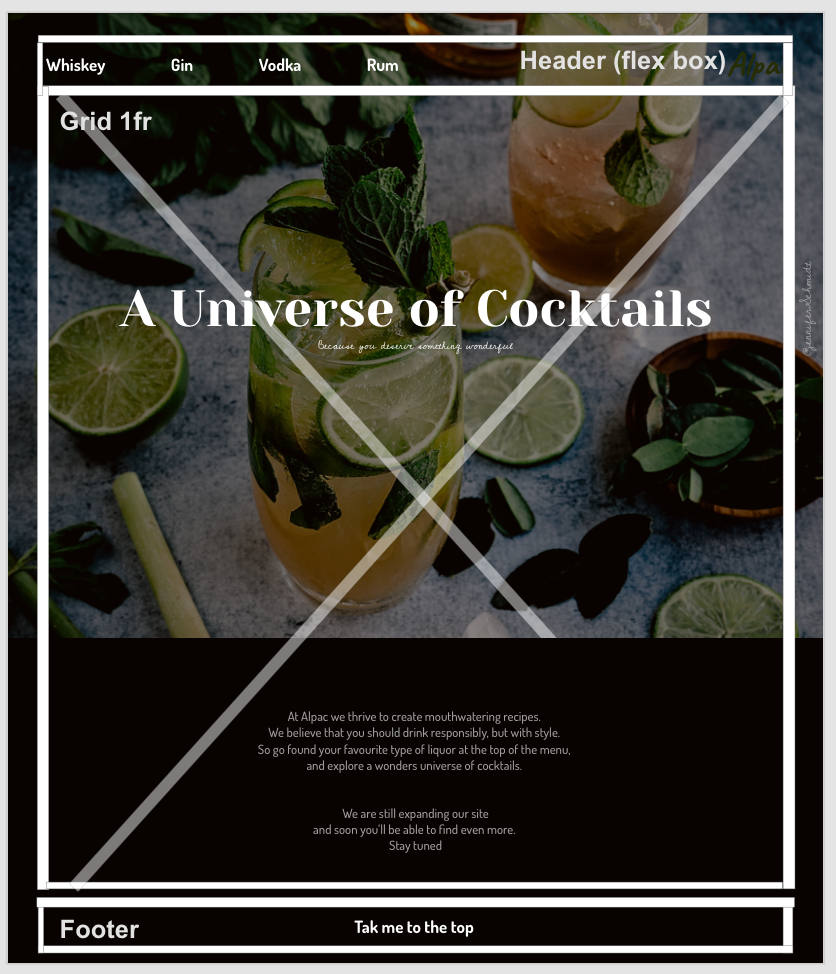 Whiskey Gin Vodka Rum Header (flex box) Alpa
Grid 1fr
A Universe of Cocktails
Because you deserve something wonderful
@JenniferSchmidt
At Alpac we thrive to create mouthwatering recipes.
We believe that you should drink responsibly, but with style.
So go found your favourite type of liquor at the top of the menu,
and explore a wonders universe of cocktails.
We are still expanding our site
and soon you'll be able to find even more.
Stay tuned
Footer Tak me to the top